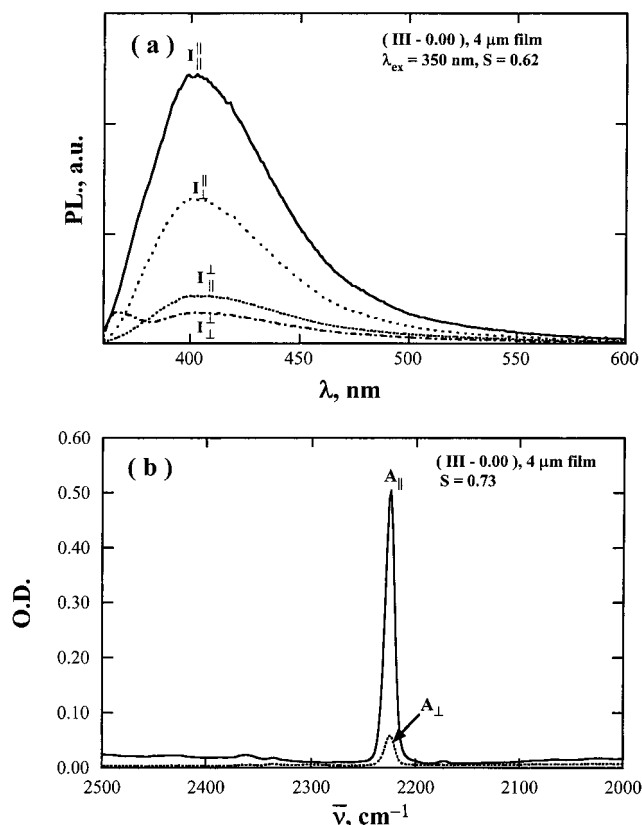 ( a )
( III - 0.00 ), 4 μm film
λex = 350 nm, S = 0.62
I∥∥
I⊥∥
I∥⊥
I⊥⊥
PL., a.u.
400 450 500 550 600
λ, nm
( b )
( III - 0.00 ), 4 μm film
S = 0.73
A∥
A⊥
0.60
0.50
0.40
0.30
0.20
0.10
0.00
O.D.
2500 2400 2300 2200 2100 2000
ν̅, cm⁻¹